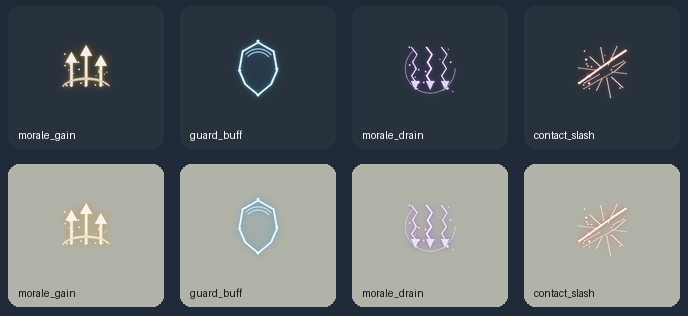 morale_gain
guard_buff
morale_drain
contact_slash
morale_gain
guard_buff
morale_drain
contact_slash